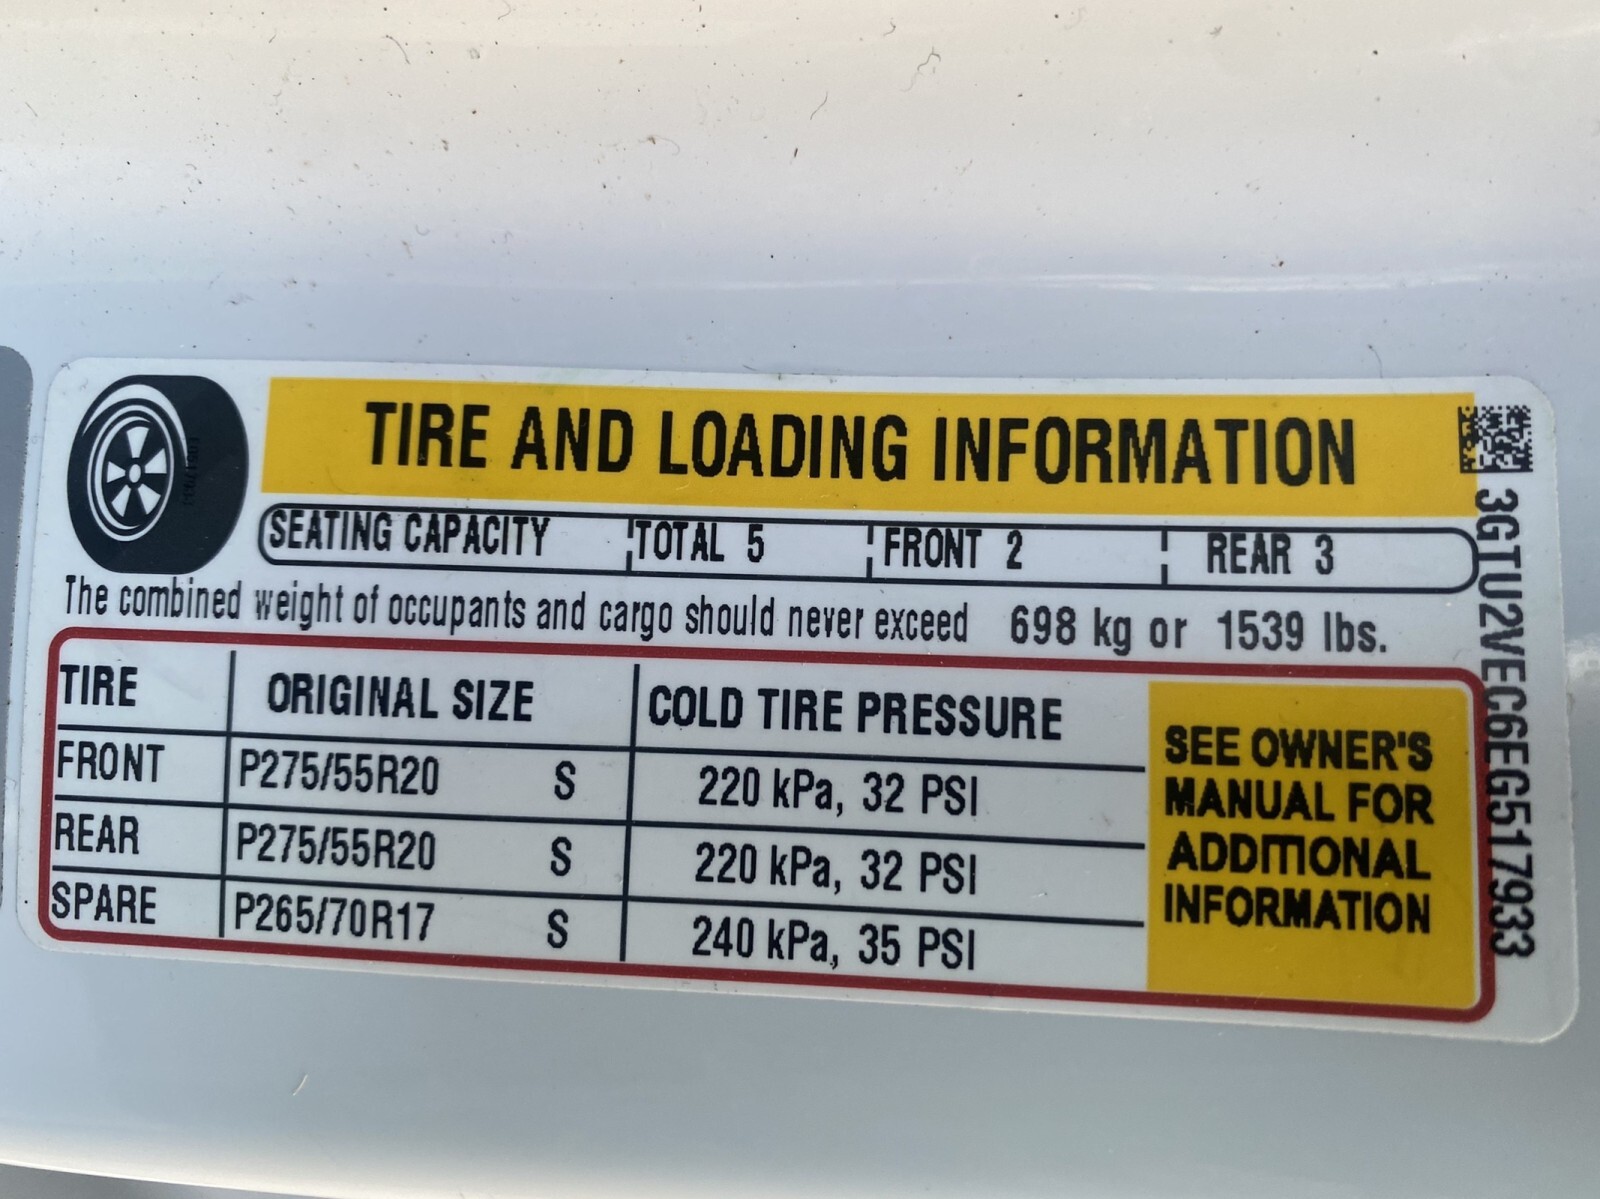 TIRE AND LOADING INFORMATION
SEATING CAPACITY TOTAL 5 FRONT 2 REAR 3
The combined weight of occupants and cargo should never exceed 698 kg or 1539 lbs.
TIRE ORIGINAL SIZE COLD TIRE PRESSURE
FRONT P275/55R20 S 220 kPa, 32 PSI
REAR P275/55R20 S 220 kPa, 32 PSI
SPARE P265/70R17 S 240 kPa, 35 PSI
SEE OWNER'S
MANUAL FOR
ADDITIONAL
INFORMATION
3GTU2VEC6EG517933